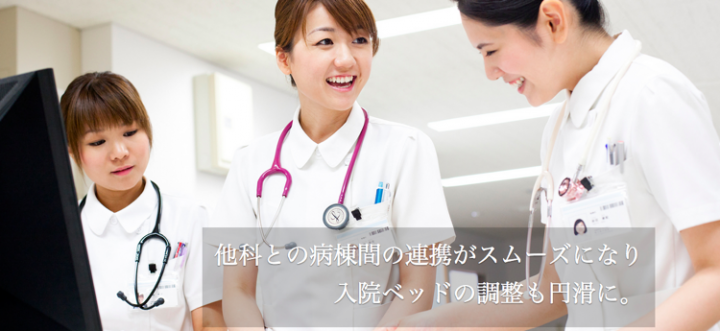 他科との病棟間の連携がスムーズになり
入院ベッドの調整も円滑に。